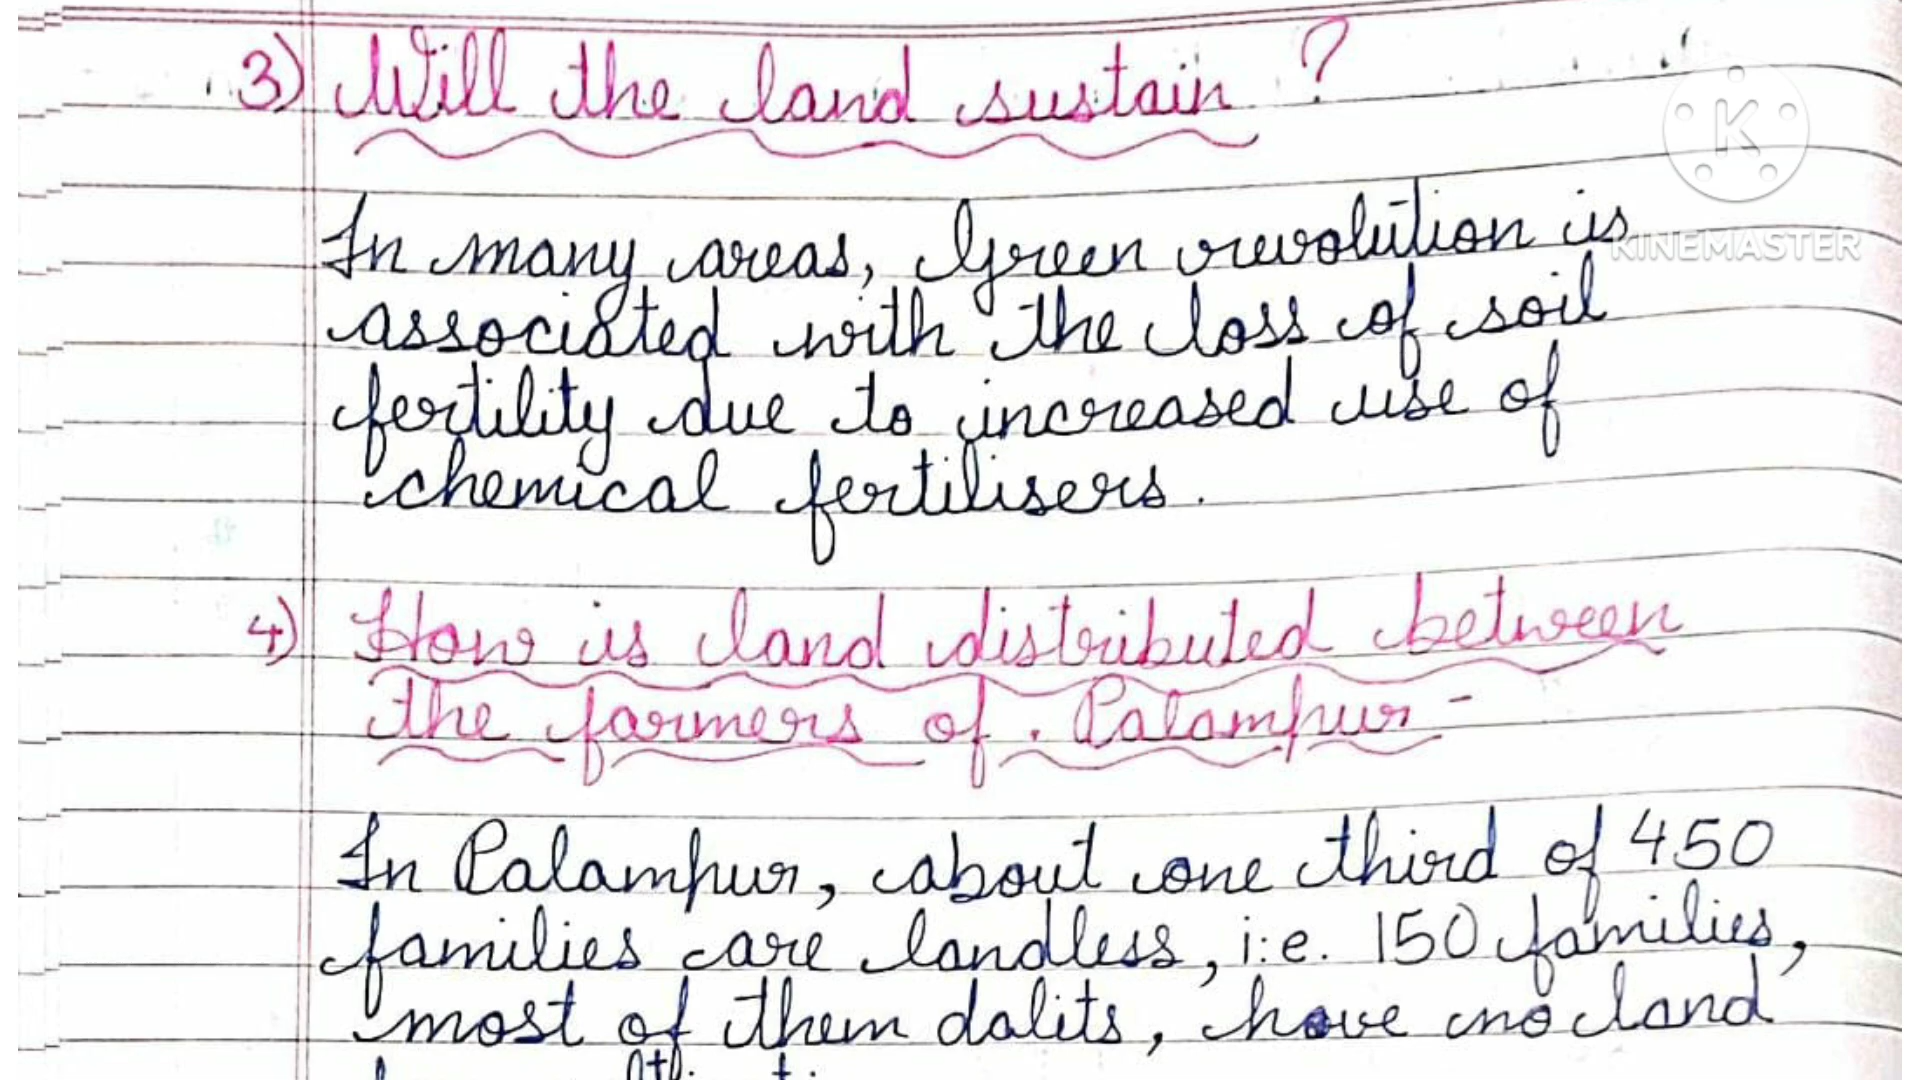 3) Will the land sustain ?
KINEMASTER
In many areas, Green revolution is
associated with the loss of soil
fertility due to increased use of
chemical fertilisers.
4) How is land distributed between
the farmers of Palampur -
In Palampur, about one third of 450
families are landless, i.e. 150 families,
most of them dalits, have no land